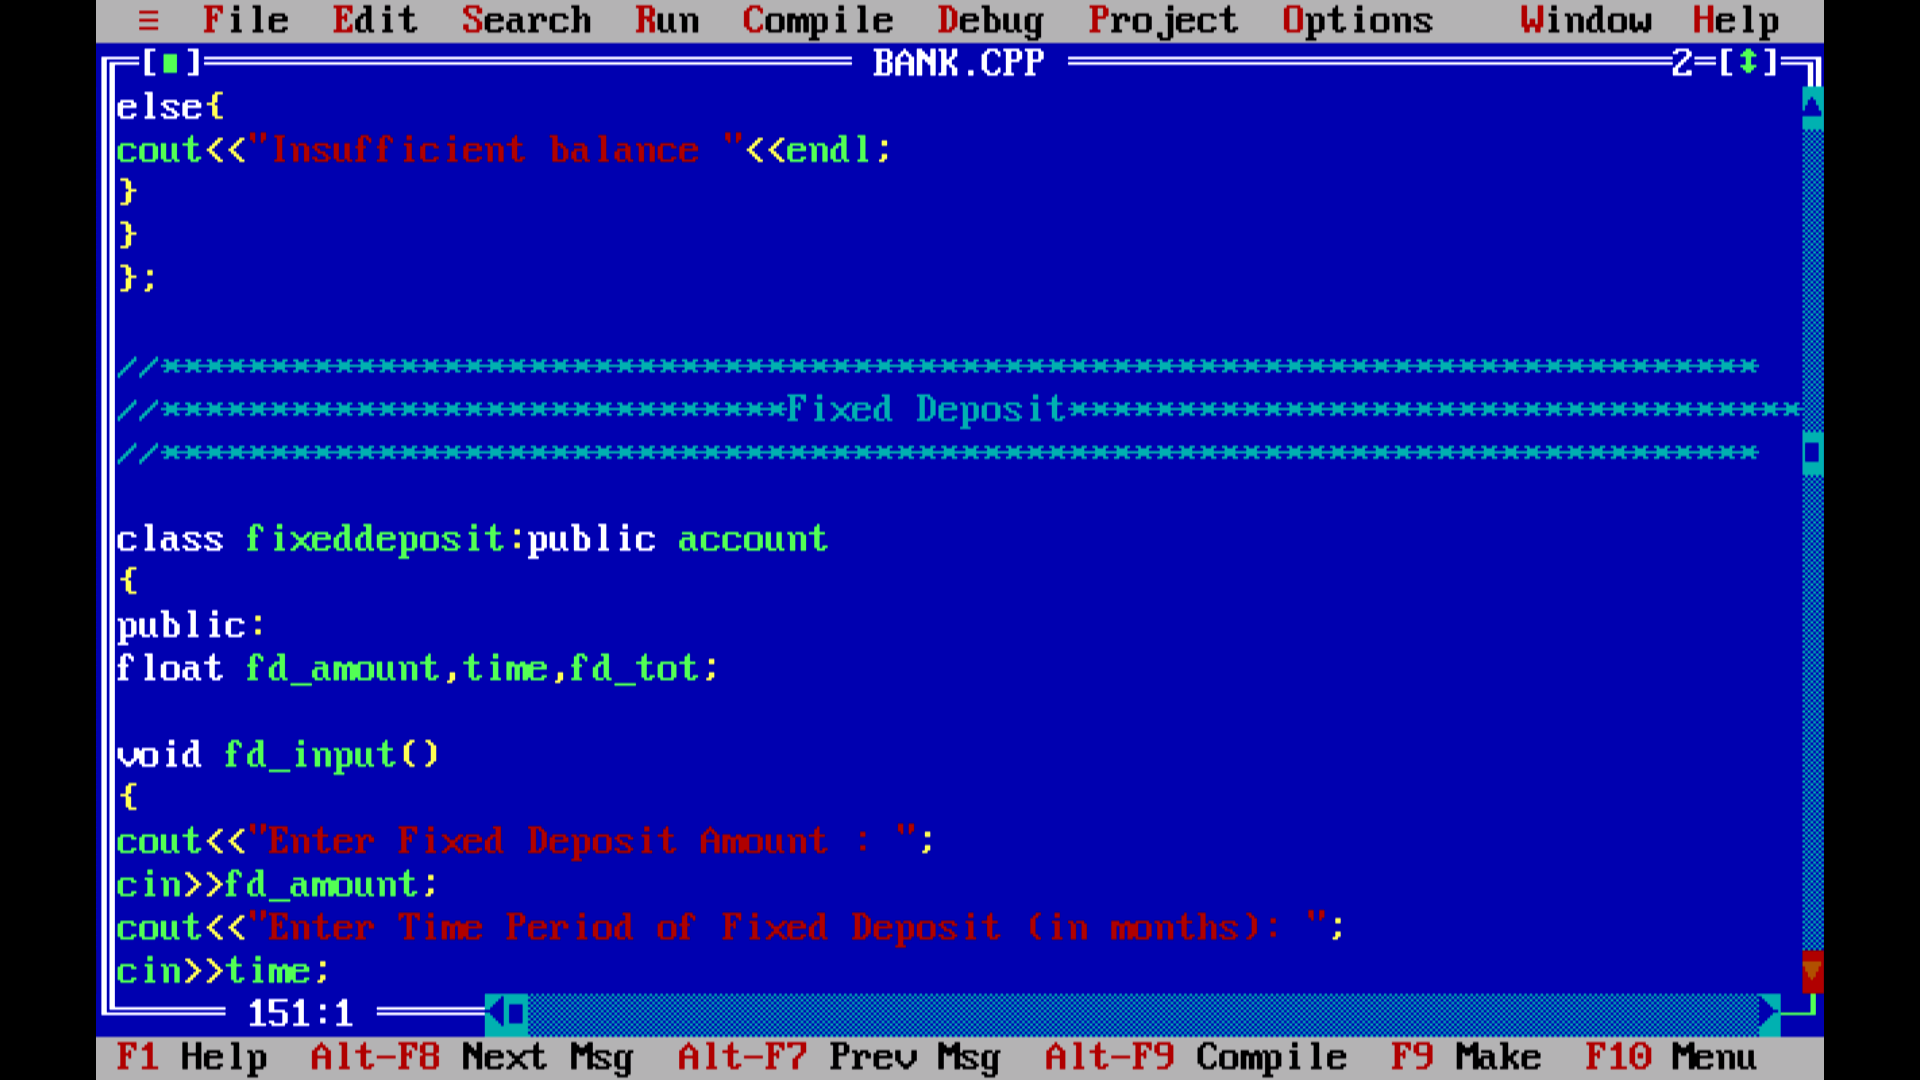 ≡ File Edit Search Run Compile Debug Project Options Window Help
[■] BANK.CPP 2=[↕]
else{
cout<<"Insufficient balance "<<endl;
}
}
};
//**************************************************************************
//*****************************Fixed Deposit**********************************
//**************************************************************************
class fixeddeposit:public account
{
public:
float fd_amount,time,fd_tot;
void fd_input()
{
cout<<"Enter Fixed Deposit Amount : ";
cin>>fd_amount;
cout<<"Enter Time Period of Fixed Deposit (in months): ";
cin>>time;
151:1
F1 Help Alt-F8 Next Msg Alt-F7 Prev Msg Alt-F9 Compile F9 Make F10 Menu